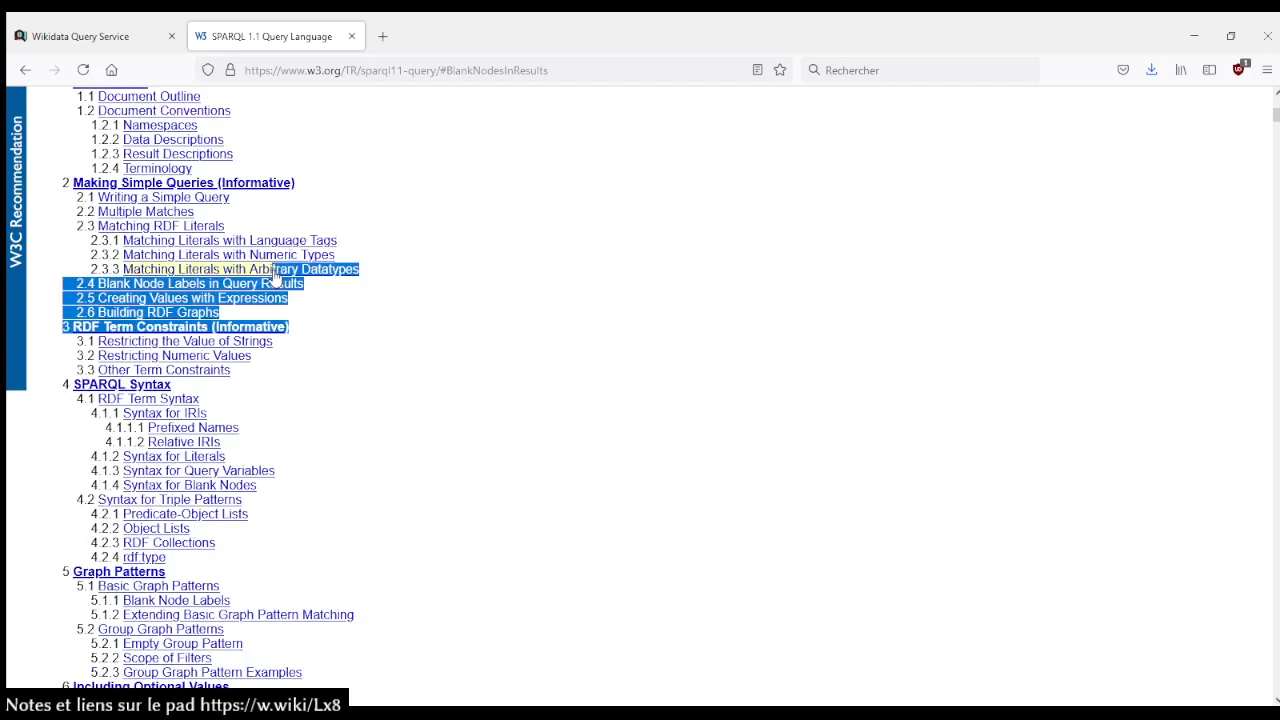 Wikidata Query Service
W3 SPARQL 1.1 Query Language
https://www.w3.org/TR/sparql11-query/#BlankNodesInResults
Rechercher
1
W3C Recommendation
1.1 Document Outline
1.2 Document Conventions
1.2.1 Namespaces
1.2.2 Data Descriptions
1.2.3 Result Descriptions
1.2.4 Terminology
2 Making Simple Queries (Informative)
2.1 Writing a Simple Query
2.2 Multiple Matches
2.3 Matching RDF Literals
2.3.1 Matching Literals with Language Tags
2.3.2 Matching Literals with Numeric Types
2.3.3 Matching Literals with Arbitrary Datatypes
2.4 Blank Node Labels in Query Results
2.5 Creating Values with Expressions
2.6 Building RDF Graphs
3 RDF Term Constraints (Informative)
3.1 Restricting the Value of Strings
3.2 Restricting Numeric Values
3.3 Other Term Constraints
4 SPARQL Syntax
4.1 RDF Term Syntax
4.1.1 Syntax for IRIs
4.1.1.1 Prefixed Names
4.1.1.2 Relative IRIs
4.1.2 Syntax for Literals
4.1.3 Syntax for Query Variables
4.1.4 Syntax for Blank Nodes
4.2 Syntax for Triple Patterns
4.2.1 Predicate-Object Lists
4.2.2 Object Lists
4.2.3 RDF Collections
4.2.4 rdf:type
5 Graph Patterns
5.1 Basic Graph Patterns
5.1.1 Blank Node Labels
5.1.2 Extending Basic Graph Pattern Matching
5.2 Group Graph Patterns
5.2.1 Empty Group Pattern
5.2.2 Scope of Filters
5.2.3 Group Graph Pattern Examples
6 Including Optional Values
Notes et liens sur le pad https://w.wiki/Lx8